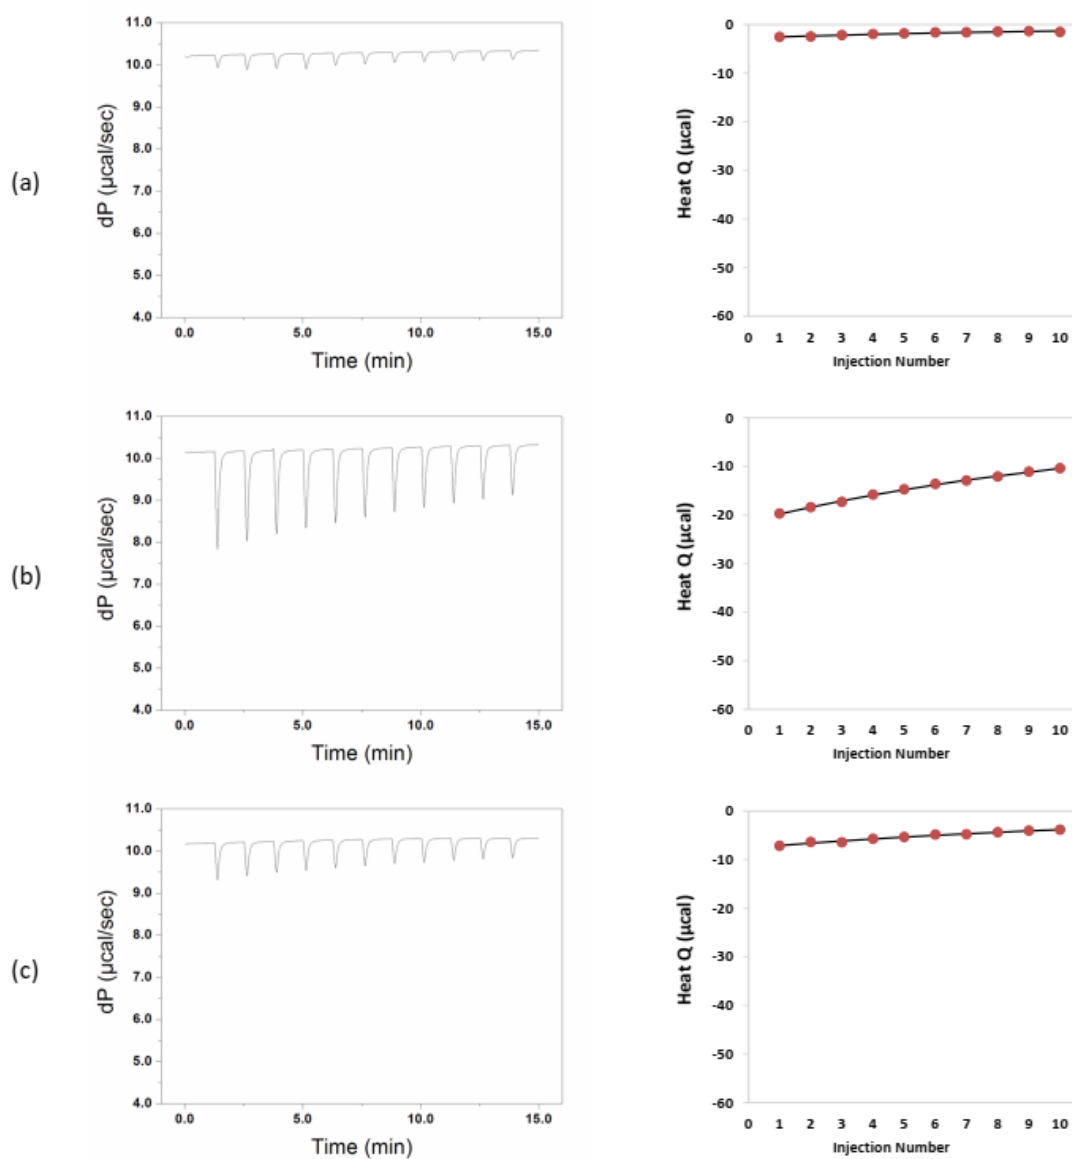 (a)
dP (µcal/sec)
11.0
10.0
9.0
8.0
7.0
6.0
5.0
4.0
0.0 5.0 10.0 15.0
Time (min)
Heat Q (µcal)
0
-10
-20
-30
-40
-50
-60
0 1 2 3 4 5 6 7 8 9 10
Injection Number
(b)
dP (µcal/sec)
11.0
10.0
9.0
8.0
7.0
6.0
5.0
4.0
0.0 5.0 10.0 15.0
Time (min)
Heat Q (µcal)
0
-10
-20
-30
-40
-50
-60
0 1 2 3 4 5 6 7 8 9 10
Injection Number
(c)
dP (µcal/sec)
11.0
10.0
9.0
8.0
7.0
6.0
5.0
4.0
0.0 5.0 10.0 15.0
Time (min)
Heat Q (µcal)
0
-10
-20
-30
-40
-50
-60
0 1 2 3 4 5 6 7 8 9 10
Injection Number